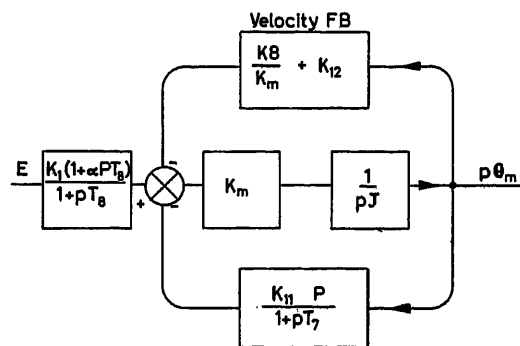 Velocity FB
K8
Km
+ K12
E
K1(1+αPT8)
1+pT8
-
+
-
Km
1
pJ
pθm
K11 P
1+pT7